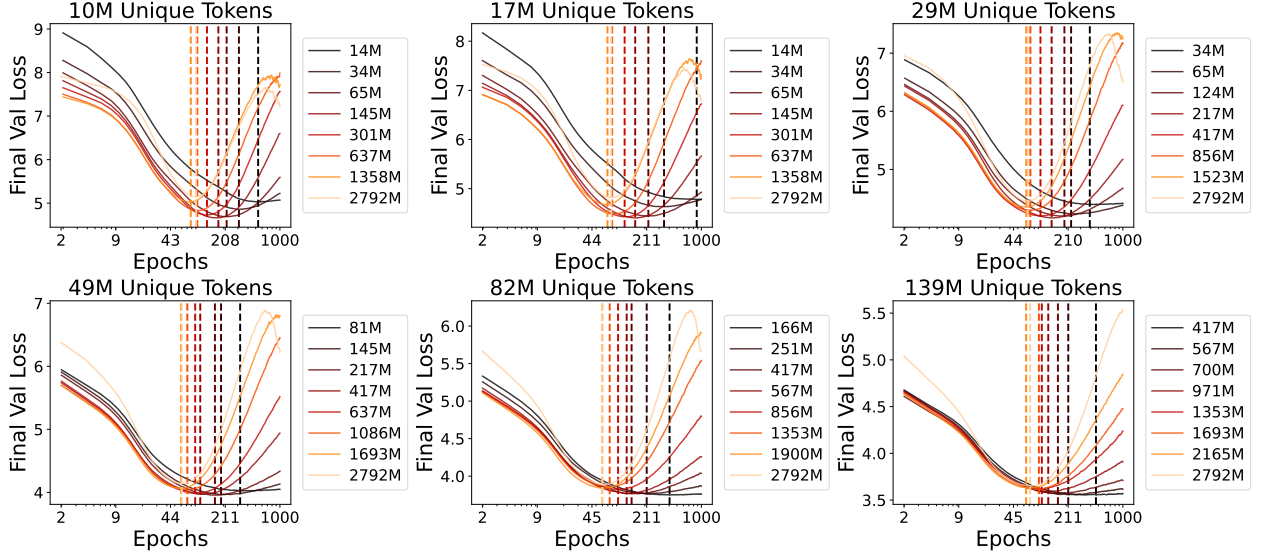 10M Unique Tokens
Final Val Loss
9
8
7
6
5
2 9 43 208 1000
Epochs
14M
34M
65M
145M
301M
637M
1358M
2792M
17M Unique Tokens
Final Val Loss
8
7
6
5
2 9 44 211 1000
Epochs
14M
34M
65M
145M
301M
637M
1358M
2792M
29M Unique Tokens
Final Val Loss
7
6
5
2 9 44 210 1000
Epochs
34M
65M
124M
217M
417M
856M
1523M
2792M
49M Unique Tokens
Final Val Loss
7
6
5
4
2 9 44 211 1000
Epochs
81M
145M
217M
417M
637M
1086M
1693M
2792M
82M Unique Tokens
Final Val Loss
6.0
5.5
5.0
4.5
4.0
2 9 45 211 1000
Epochs
166M
251M
417M
567M
856M
1353M
1900M
2792M
139M Unique Tokens
Final Val Loss
5.5
5.0
4.5
4.0
3.5
2 9 45 211 1000
Epochs
417M
567M
700M
971M
1353M
1693M
2165M
2792M